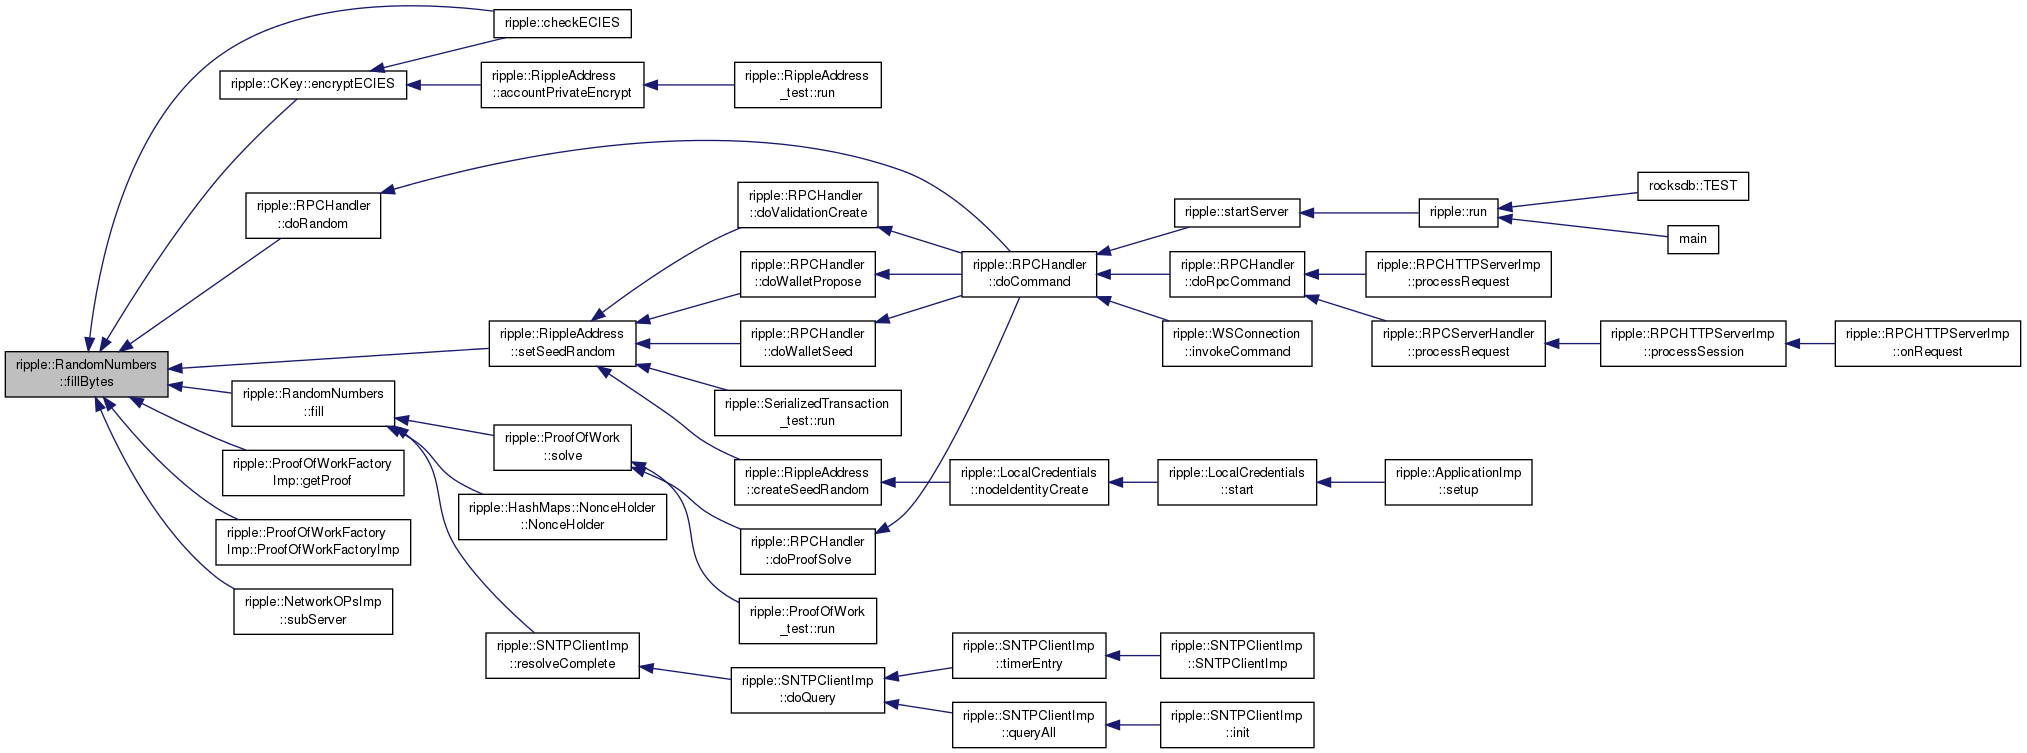 ripple::checkECIES
ripple::CKey::encryptECIES
ripple::RippleAddress
::accountPrivateEncrypt
ripple::RippleAddress
_test::run
ripple::RPCHandler
::doRandom
ripple::RPCHandler
::doValidationCreate
ripple::RPCHandler
::doWalletPropose
ripple::RPCHandler
::doCommand
ripple::startServer
ripple::run
rocksdb::TEST
main
ripple::RPCHandler
::doRpcCommand
ripple::RPCHTTPServerImp
::processRequest
ripple::WSConnection
::invokeCommand
ripple::RPCServerHandler
::processRequest
ripple::RPCHTTPServerImp
::processSession
ripple::RPCHTTPServerImp
::onRequest
ripple::RandomNumbers
::fillBytes
ripple::RippleAddress
::setSeedRandom
ripple::RPCHandler
::doWalletSeed
ripple::RandomNumbers
::fill
ripple::SerializedTransaction
_test::run
ripple::ProofOfWork
::solve
ripple::ProofOfWorkFactory
Imp::getProof
ripple::RippleAddress
::createSeedRandom
ripple::LocalCredentials
::nodeIdentityCreate
ripple::LocalCredentials
::start
ripple::ApplicationImp
::setup
ripple::HashMaps::NonceHolder
::NonceHolder
ripple::ProofOfWorkFactory
Imp::ProofOfWorkFactoryImp
ripple::RPCHandler
::doProofSolve
ripple::NetworkOPsImp
::subServer
ripple::ProofOfWork
_test::run
ripple::SNTPClientImp
::resolveComplete
ripple::SNTPClientImp
::doQuery
ripple::SNTPClientImp
::timerEntry
ripple::SNTPClientImp
::SNTPClientImp
ripple::SNTPClientImp
::queryAll
ripple::SNTPClientImp
::init